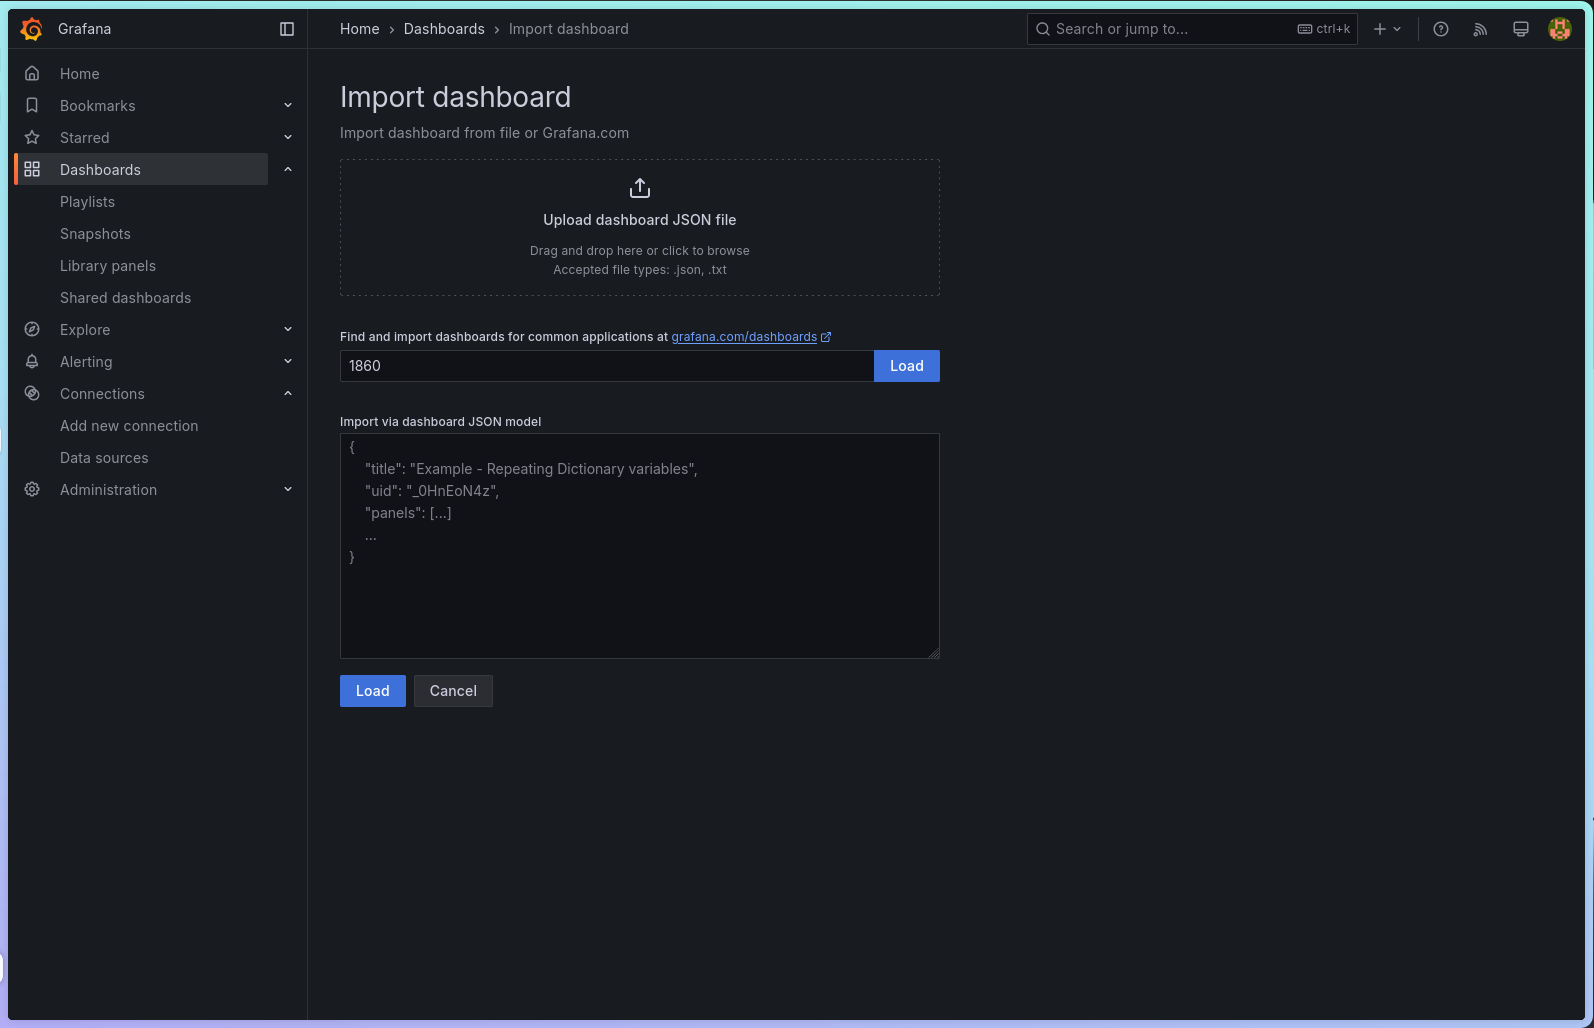 Grafana
Home › Dashboards › Import dashboard
Search or jump to...
ctrl+k
Home
Bookmarks
Starred
Dashboards
Playlists
Snapshots
Library panels
Shared dashboards
Explore
Alerting
Connections
Add new connection
Data sources
Administration
Import dashboard
Import dashboard from file or Grafana.com
Upload dashboard JSON file
Drag and drop here or click to browse
Accepted file types: .json, .txt
Find and import dashboards for common applications at grafana.com/dashboards
1860
Load
Import via dashboard JSON model
{
"title": "Example - Repeating Dictionary variables",
"uid": "_0HnEoN4z",
"panels": [...]
...
}
Load
Cancel